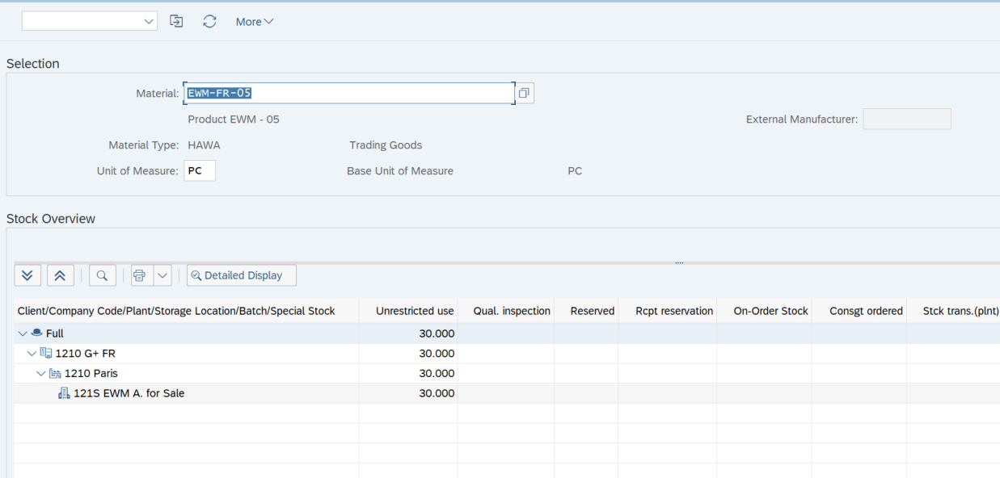 More
Selection
Material: EWM-FR-05
Product EWM - 05 External Manufacturer:
Material Type: HAWA Trading Goods
Unit of Measure: PC Base Unit of Measure PC
Stock Overview
Detailed Display
Client/Company Code/Plant/Storage Location/Batch/Special Stock Unrestricted use Qual. inspection Reserved Rcpt reservation On-Order Stock Consgt ordered Stck trans.(plnt)
Full 30.000
1210 G+ FR 30.000
1210 Paris 30.000
121S EWM A. for Sale 30.000